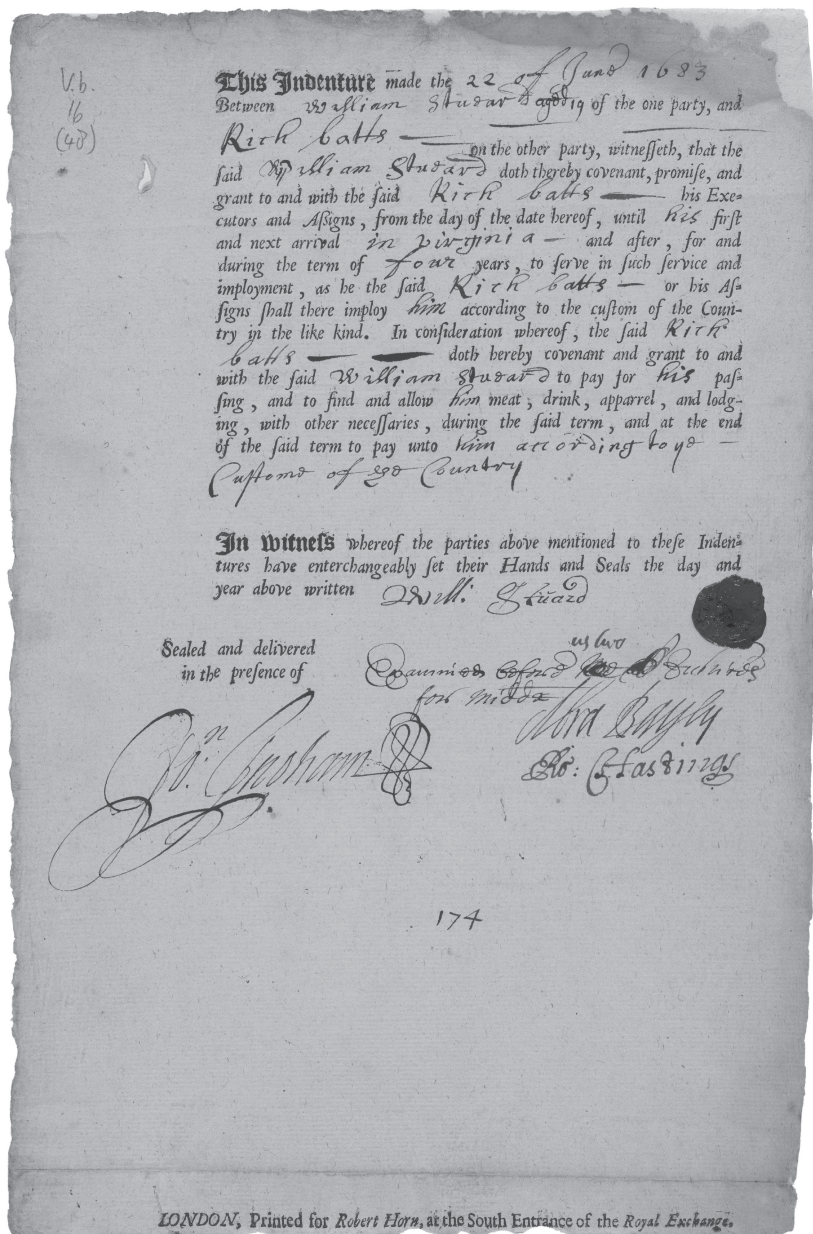 V.b.
16
(48)
This Indenture made the 22 of June 1683
Between William Stuard aged 19 of the one party, and
Rich batts on the other party, witnesseth, that the
said William Stuard doth thereby covenant, promise, and
grant to and with the said Rich batts his Exe-
cutors and Assigns, from the day of the date hereof, until his first
and next arrival in virginia and after, for and
during the term of four years, to serve in such service and
imployment, as he the said Rich batts or his As-
signs shall there imploy him according to the custom of the Coun-
try in the like kind. In consideration whereof, the said Rich
batts doth hereby covenant and grant to and
with the said William Stuard to pay for his pas-
sing, and to find and allow him meat, drink, apparrel, and lodg-
ing, with other necessaries, during the said term, and at the end
of the said term to pay unto him according to ye
Custome of ye Country
In witness whereof the parties above mentioned to these Inden-
tures have enterchangeably set their Hands and Seals the day and
year above written Will: Stuard
Sealed and delivered
in the presence of
us two
before
for Midd
Abra Bayly
Ro: Hastings
Jon
174
LONDON, Printed for Robert Horn, at the South Entrance of the Royal Exchange.